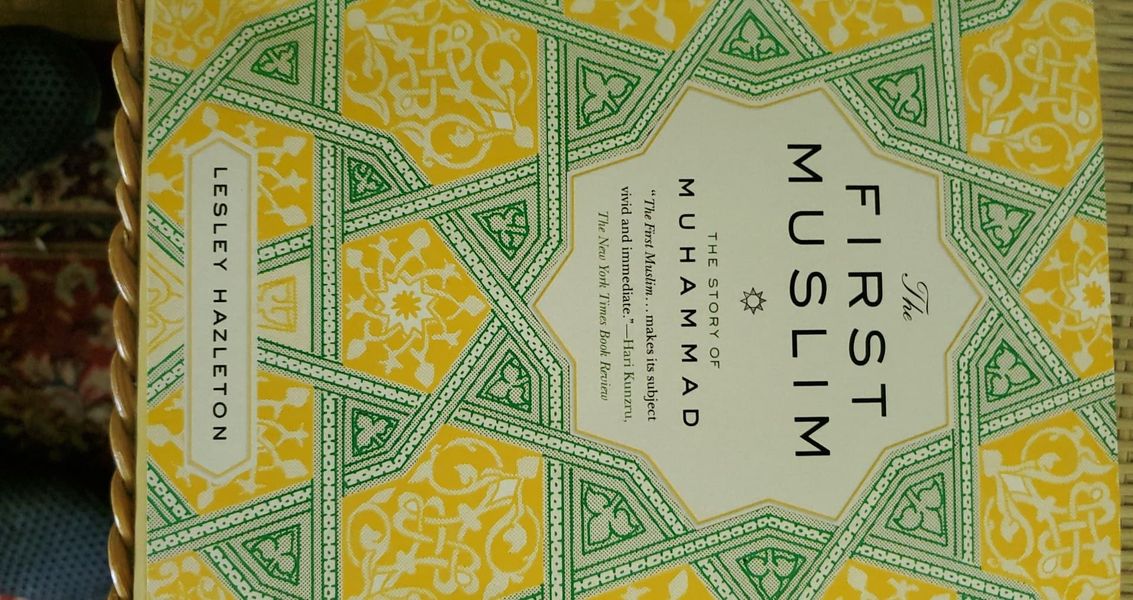 The
FIRST
MUSLIM
THE STORY OF
MUHAMMAD
“The First Muslim...makes its subject
vivid and immediate.”—Hari Kunzru,
The New York Times Book Review
LESLEY HAZLETON